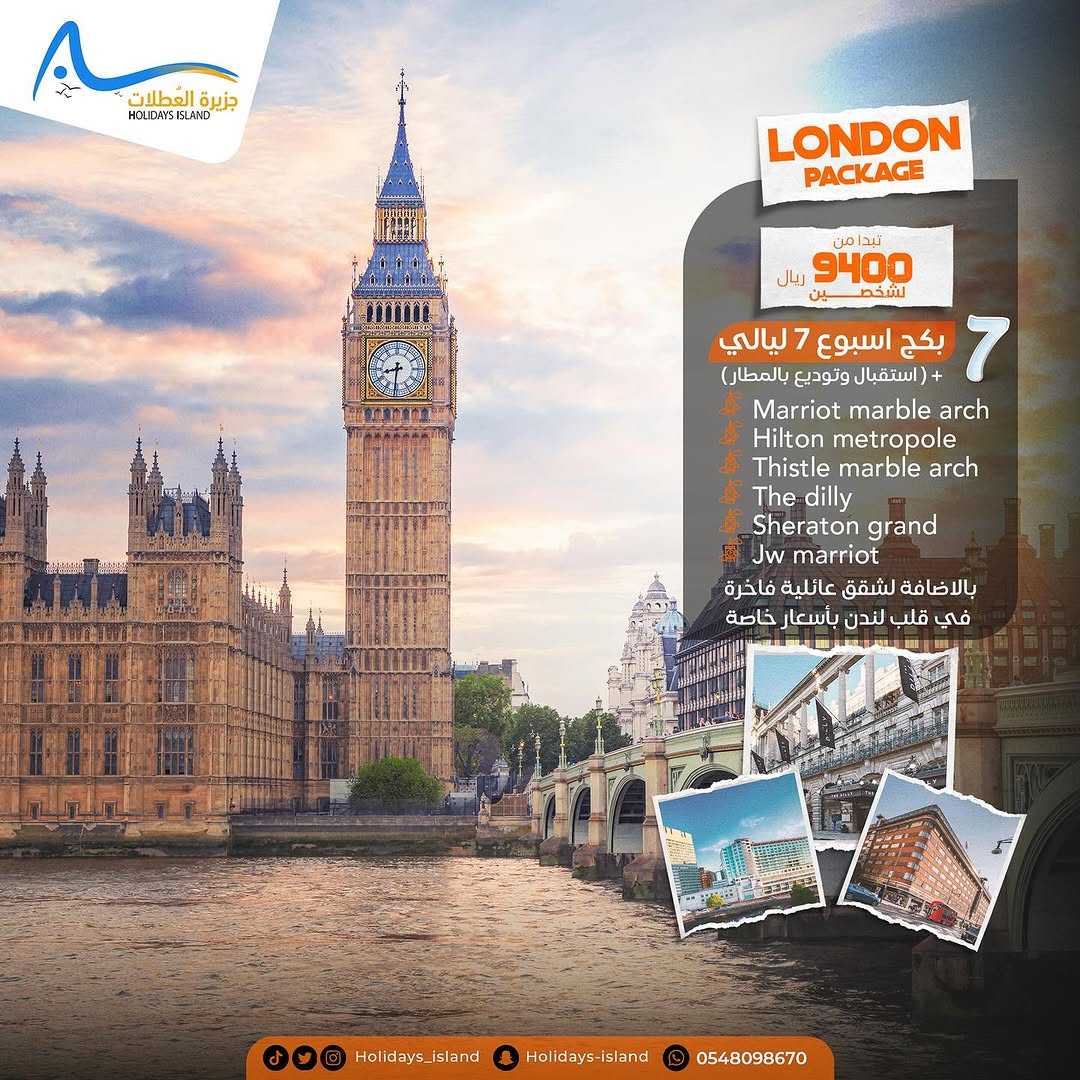 جزيرة العُطلات
HOLIDAYS ISLAND
LONDON
PACKAGE
تبدا من
9400 ريال
لشخصين
بكج اسبوع 7 ليالي
7
+ (استقبال وتوديع بالمطار)
Marriot marble arch
Hilton metropole
Thistle marble arch
The dilly
Sheraton grand
Jw marriot
بالاضافة لشقق عائلية فاخرة
في قلب لندن بأسعار خاصة
Holidays_island
Holidays-island
0548098670